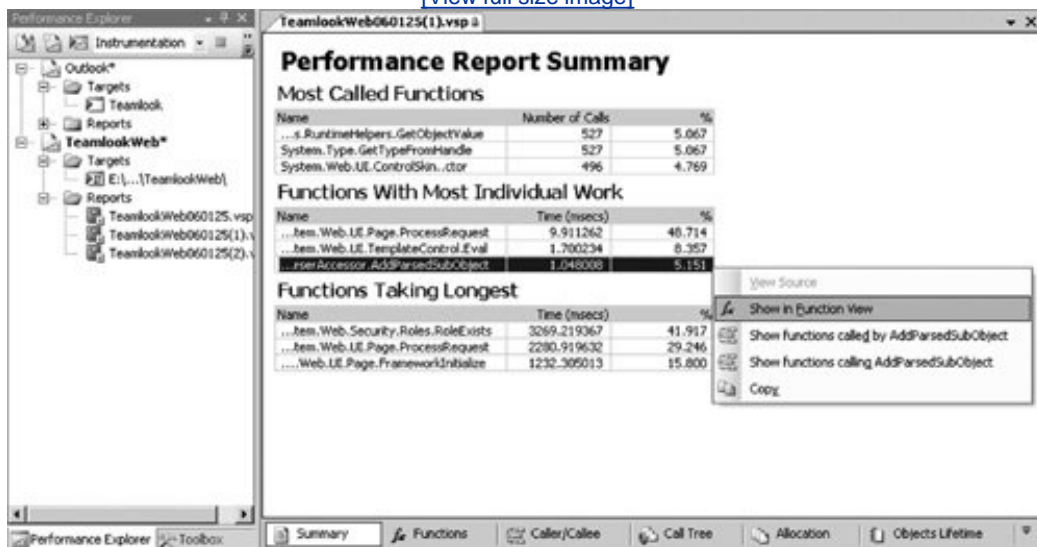 [View full size image]
Performance Explorer
Instrumentation
Outlook*
Targets
Teamlook
Reports
TeamlookWeb*
Targets
E:\...\TeamlookWeb\
Reports
TeamlookWeb060125.vsp
TeamlookWeb060125(1).v
TeamlookWeb060125(2).v
Performance Explorer
Toolbox
TeamlookWeb060125(1).vsp
Performance Report Summary
Most Called Functions
Name Number of Calls %
...s.RuntimeHelpers.GetObjectValue 527 5.067
System.Type.GetTypeFromHandle 527 5.067
System.Web.UI.ControlSkin..ctor 496 4.769
Functions With Most Individual Work
Name Time (msecs) %
...tem.Web.UI.Page.ProcessRequest 9.911262 48.714
...tem.Web.UI.TemplateControl.Eval 1.700234 8.357
...rserAccessor.AddParsedSubObject 1.048008 5.151
Functions Taking Longest
Name Time (msecs) %
...tem.Web.Security.Roles.RoleExists 3269.219367 41.917
...tem.Web.UI.Page.ProcessRequest 2280.919632 29.246
....Web.UI.Page.FrameworkInitialize 1232.305013 15.800
View Source
Show in Function View
Show functions called by AddParsedSubObject
Show functions calling AddParsedSubObject
Copy
Summary
Functions
Caller/Callee
Call Tree
Allocation
Objects Lifetime